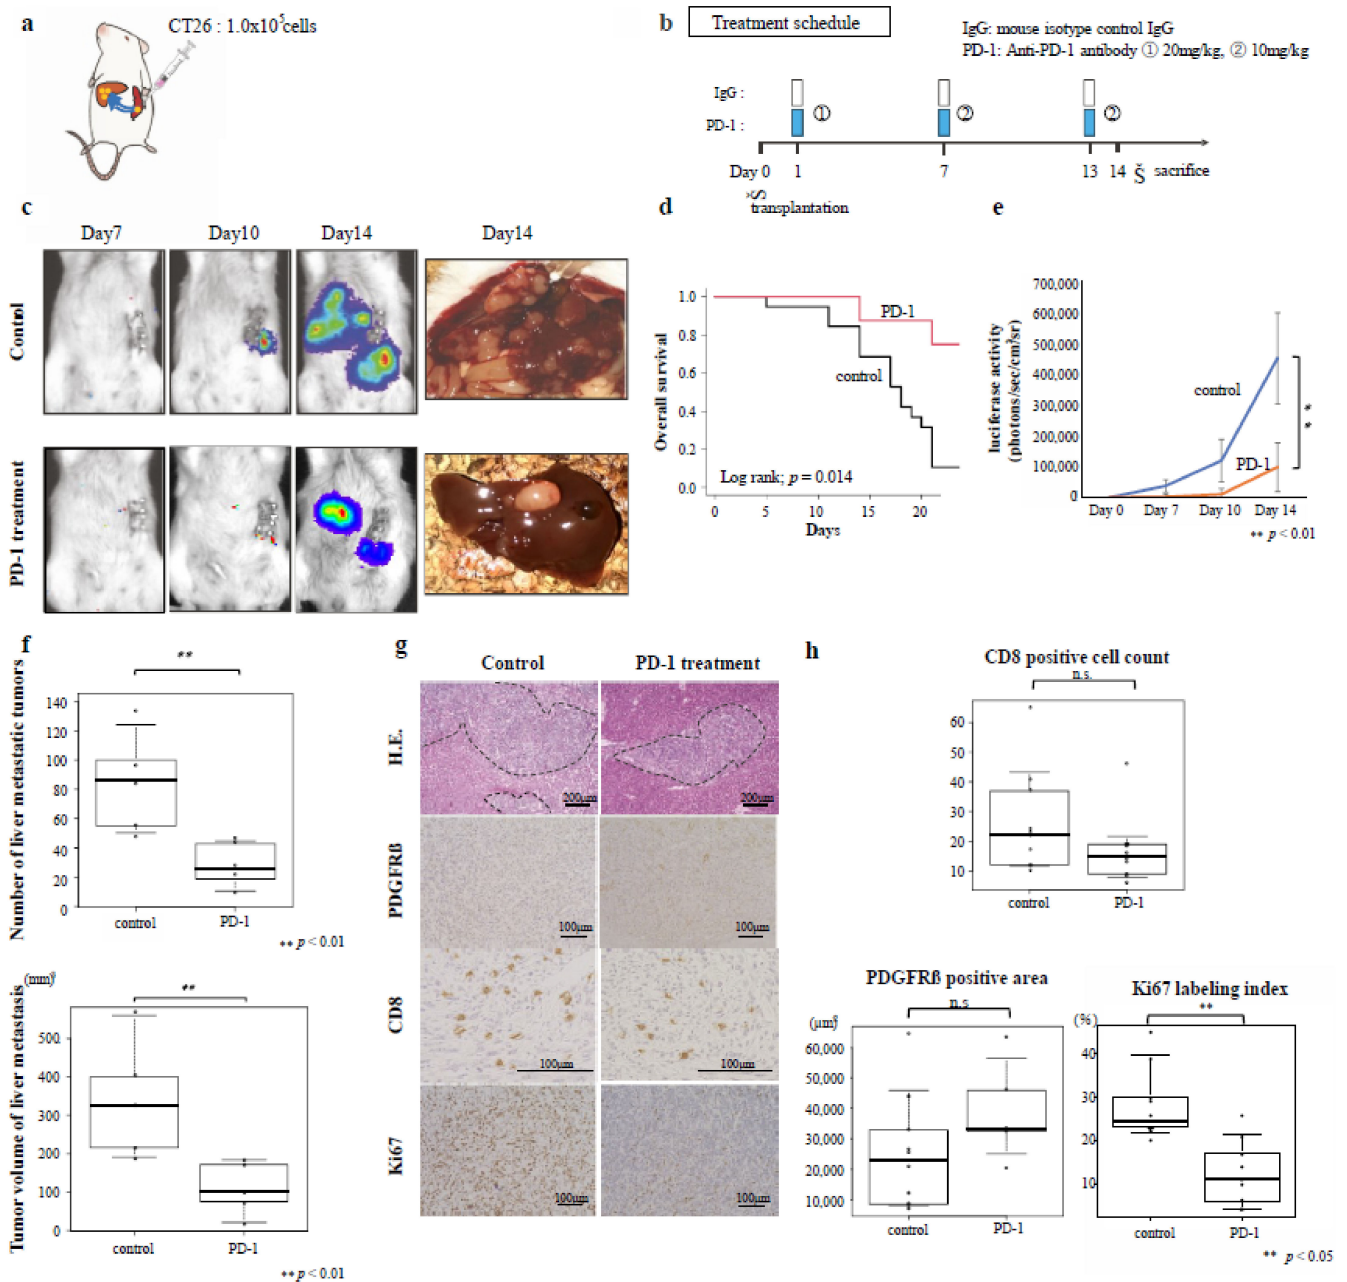 a
CT26 : 1.0x10⁵cells
b
Treatment schedule
IgG: mouse isotype control IgG
PD-1: Anti-PD-1 antibody ① 20mg/kg, ② 10mg/kg
IgG :
PD-1 :
①
②
②
Day 0
1
7
13
14
Š
sacrifice
Š
transplantation
c
Day7
Day10
Day14
Day14
Control
PD-1 treatment
d
Overall survival
1.0
0.8
0.6
0.4
0.2
0.0
PD-1
control
Log rank; p = 0.014
0
5
10
15
20
Days
e
luciferase activity
(photons/sec/cm²/sr)
700,000
600,000
500,000
400,000
300,000
200,000
100,000
0
control
PD-1
**
Day 0
Day 7
Day 10
Day 14
** p < 0.01
f
Number of liver metastatic tumors
**
140
120
100
80
60
40
20
0
control
PD-1
** p < 0.01
Tumor volume of liver metastasis
(mm³)
**
500
400
300
200
100
0
control
PD-1
** p < 0.01
g
Control
PD-1 treatment
H.E.
200µm
200µm
PDGFRß
100µm
100µm
CD8
100µm
100µm
Ki67
100µm
100µm
h
CD8 positive cell count
n.s.
60
50
40
30
20
10
control
PD-1
PDGFRß positive area
n.s
(µm²)
60,000
50,000
40,000
30,000
20,000
10,000
control
PD-1
Ki67 labeling index
**
(%)
40
30
20
10
control
PD-1
** p < 0.05